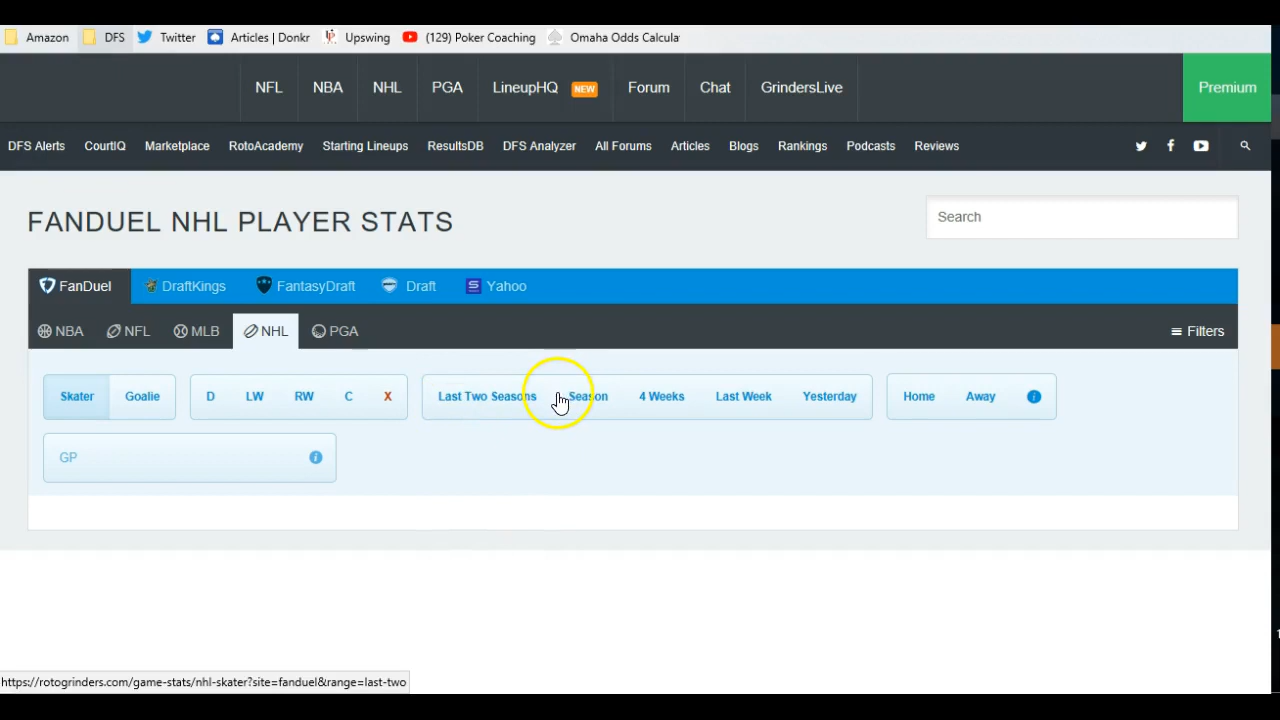 Amazon DFS Twitter Articles | Donkr Upswing (129) Poker Coaching Omaha Odds Calcula
NFL NBA NHL PGA LineupHQ NEW Forum Chat GrindersLive Premium
DFS Alerts CourtIQ Marketplace RotoAcademy Starting Lineups ResultsDB DFS Analyzer All Forums Articles Blogs Rankings Podcasts Reviews
FANDUEL NHL PLAYER STATS
Search
FanDuel DraftKings FantasyDraft Draft Yahoo
NBA NFL MLB NHL PGA Filters
Skater Goalie D LW RW C X Last Two Seasons Season 4 Weeks Last Week Yesterday Home Away
GP
https://rotogrinders.com/game-stats/nhl-skater?site=fanduel&range=last-two